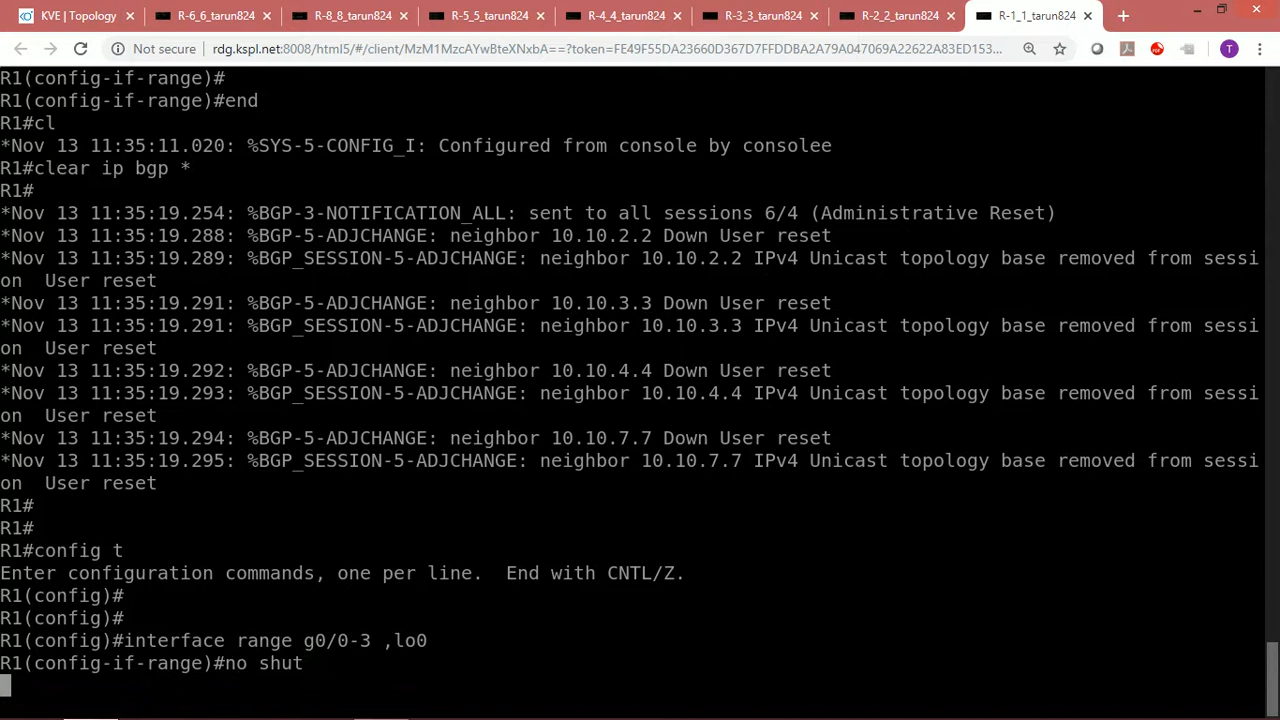 KVE | Topology
R-6_6_tarun824
R-8_8_tarun824
R-5_5_tarun824
R-4_4_tarun824
R-3_3_tarun824
R-2_2_tarun824
R-1_1_tarun824
Not secure
rdg.kspl.net:8008/html5/#/client/MzM1MzcAYwBteXNxbA==?token=FE49F55DA23660D367D7FFDDBA2A79A047069A22622A83ED153...
T
R1(config-if-range)#
R1(config-if-range)#end
R1#cl
*Nov 13 11:35:11.020: %SYS-5-CONFIG_I: Configured from console by consolee
R1#clear ip bgp *
R1#
*Nov 13 11:35:19.254: %BGP-3-NOTIFICATION_ALL: sent to all sessions 6/4 (Administrative Reset)
*Nov 13 11:35:19.288: %BGP-5-ADJCHANGE: neighbor 10.10.2.2 Down User reset
*Nov 13 11:35:19.289: %BGP_SESSION-5-ADJCHANGE: neighbor 10.10.2.2 IPv4 Unicast topology base removed from sessi
on  User reset
*Nov 13 11:35:19.291: %BGP-5-ADJCHANGE: neighbor 10.10.3.3 Down User reset
*Nov 13 11:35:19.291: %BGP_SESSION-5-ADJCHANGE: neighbor 10.10.3.3 IPv4 Unicast topology base removed from sessi
on  User reset
*Nov 13 11:35:19.292: %BGP-5-ADJCHANGE: neighbor 10.10.4.4 Down User reset
*Nov 13 11:35:19.293: %BGP_SESSION-5-ADJCHANGE: neighbor 10.10.4.4 IPv4 Unicast topology base removed from sessi
on  User reset
*Nov 13 11:35:19.294: %BGP-5-ADJCHANGE: neighbor 10.10.7.7 Down User reset
*Nov 13 11:35:19.295: %BGP_SESSION-5-ADJCHANGE: neighbor 10.10.7.7 IPv4 Unicast topology base removed from sessi
on  User reset
R1#
R1#
R1#config t
Enter configuration commands, one per line.  End with CNTL/Z.
R1(config)#
R1(config)#
R1(config)#interface range g0/0-3 ,lo0
R1(config-if-range)#no shut